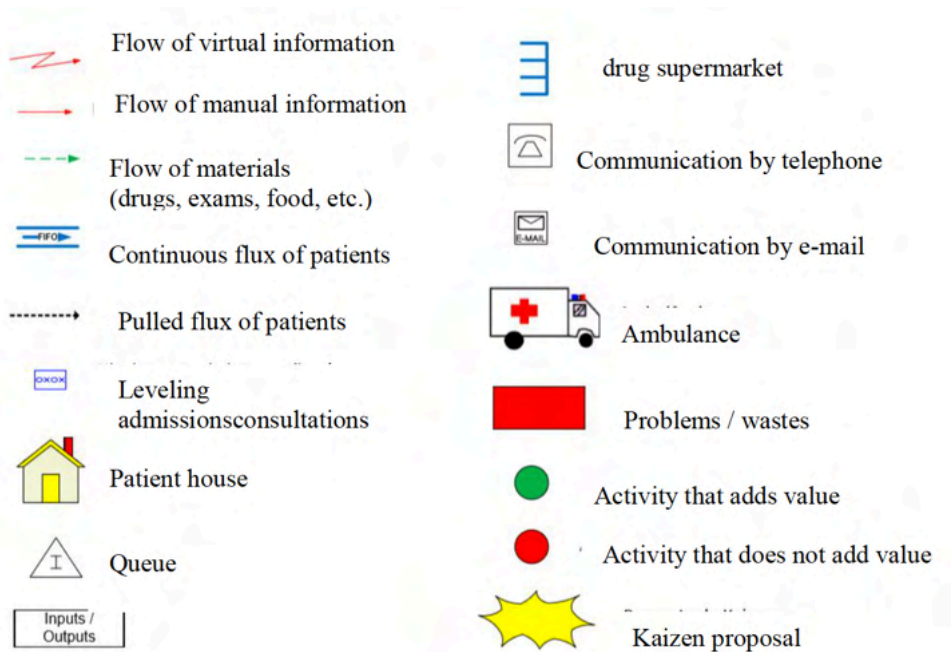 Flow of virtual information
Flow of manual information
Flow of materials
(drugs, exams, food, etc.)
FIFO
Continuous flux of patients
Pulled flux of patients
OXOX
Leveling
admissionsconsultations
Patient house
I
Queue
Inputs /
Outputs
drug supermarket
Communication by telephone
E-MAIL
Communication by e-mail
Ambulance
Problems / wastes
Activity that adds value
Activity that does not add value
Kaizen proposal